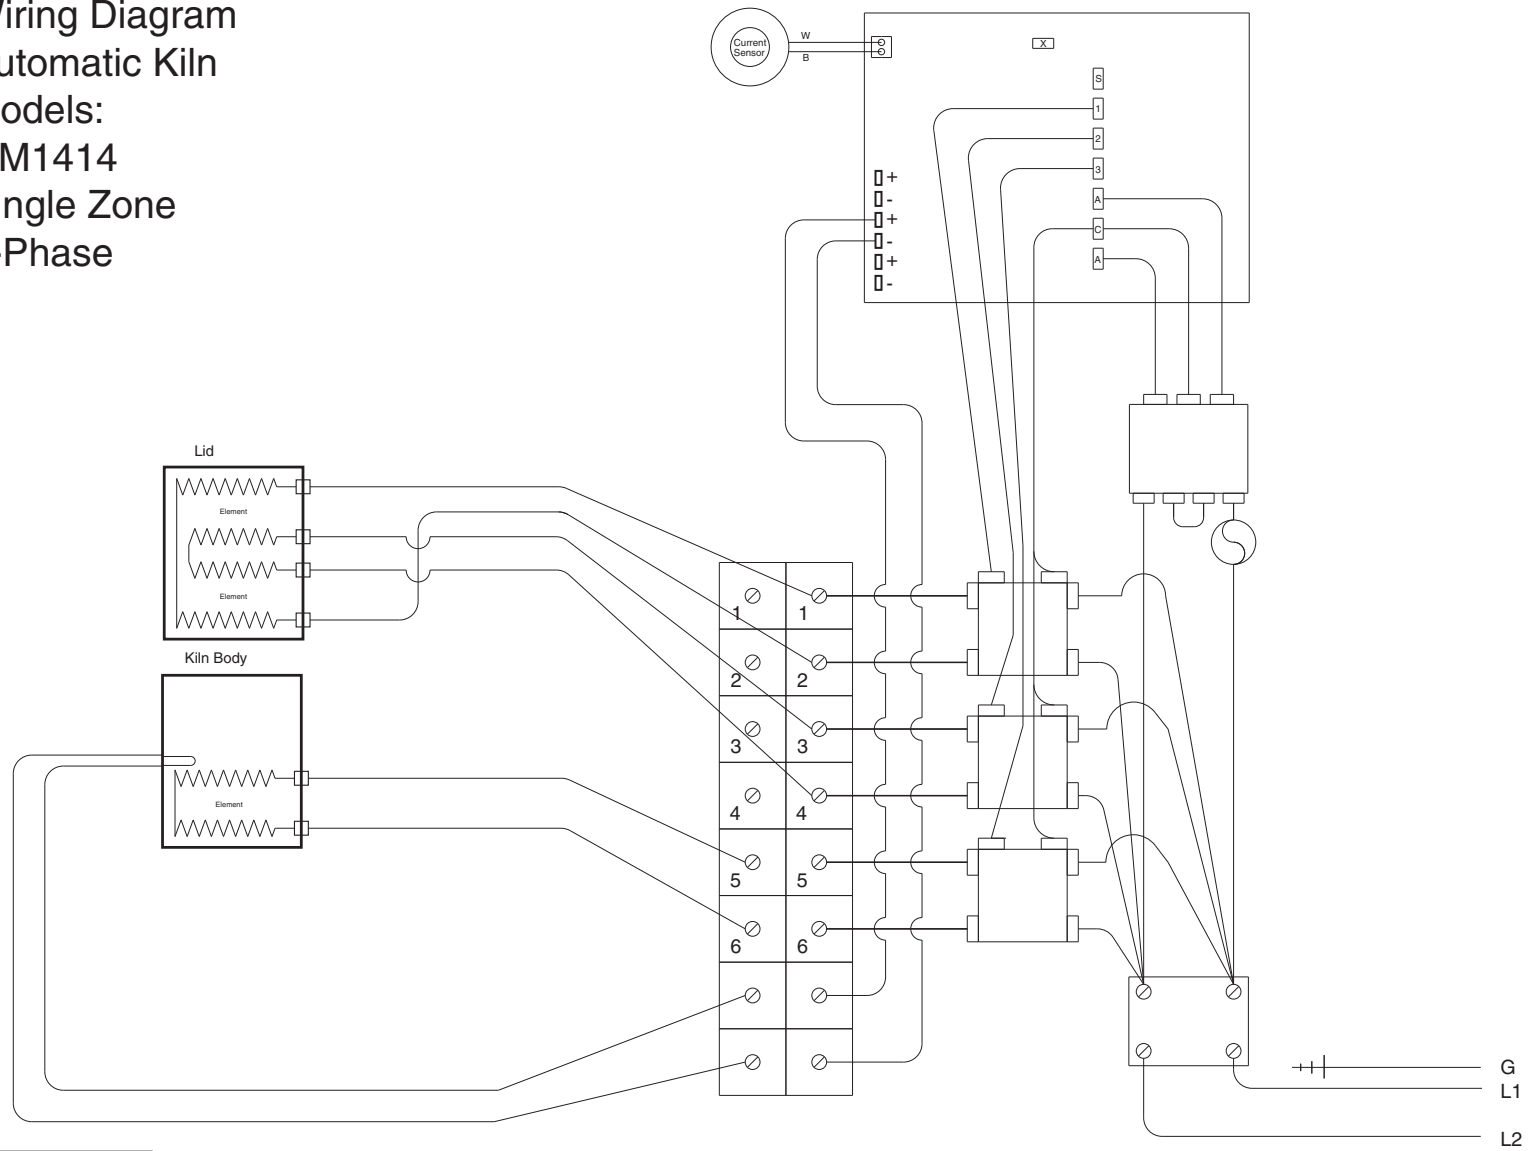 iring Diagram
utomatic Kiln
odels:
M1414
ngle Zone
-Phase
Current
Sensor
W
B
X
S
1
2
3
A
C
A
+
-
+
-
+
-
Lid
Element
Element
Kiln Body
Element
1 1
2 2
3 3
4 4
5 5
6 6
G
L1
L2